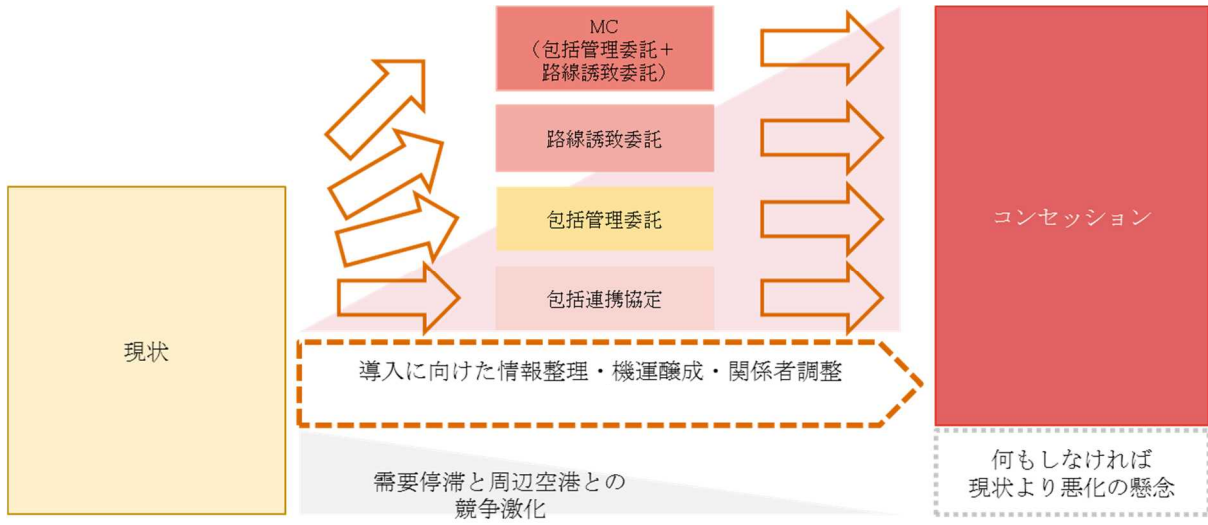 MC
(包括管理委託+
路線誘致委託)
路線誘致委託
包括管理委託
包括連携協定
現状
コンセッション
導入に向けた情報整理・機運醸成・関係者調整
需要停滞と周辺空港との
競争激化
何もしなければ
現状より悪化の懸念